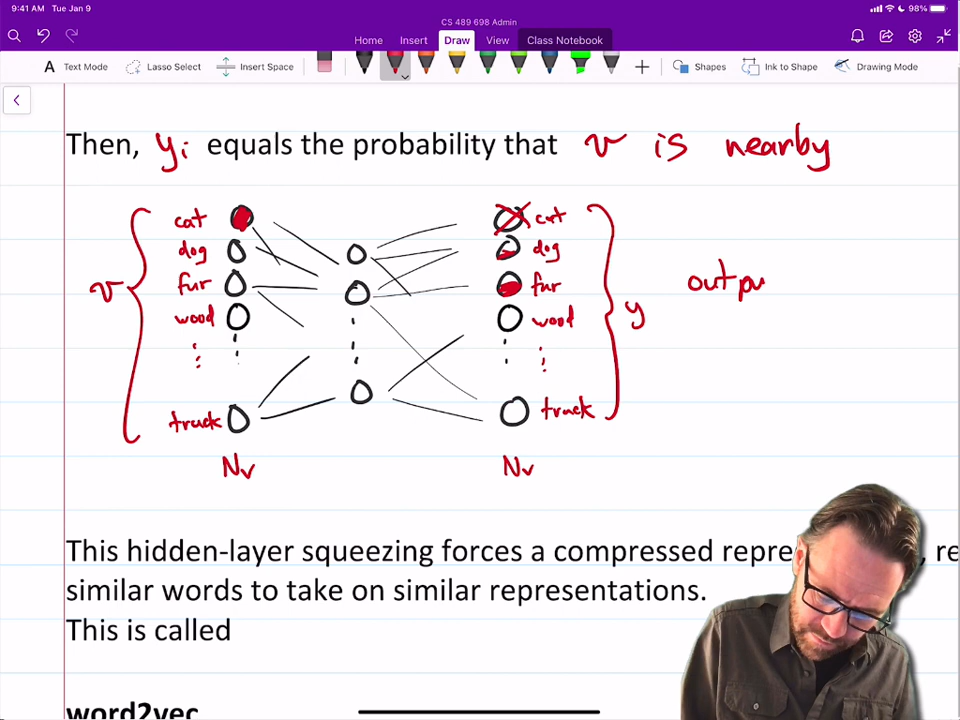 9:41 AM Tue Jan 9 98%
CS 489 698 Admin
Home Insert Draw View Class Notebook
A Text Mode Lasso Select Insert Space Shapes Ink to Shape Drawing Mode
Then, yi equals the probability that v is nearby
cat cat
dog dog
fur fur outpu
v y
wood wood
truck truck
Nv Nv
This hidden-layer squeezing forces a compressed
similar words to take on similar representations.
This is called
word2vec